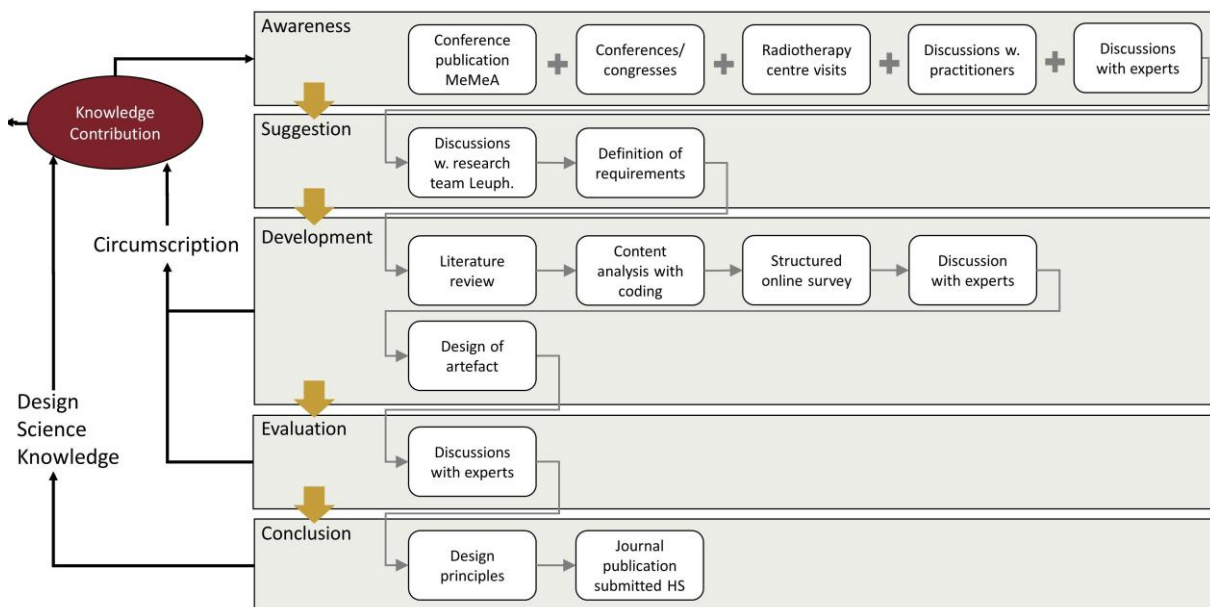 Awareness
Conference
publication
MeMeA
Conferences/
congresses
Radiotherapy
centre visits
Discussions w.
practitioners
Discussions
with experts
Knowledge
Contribution
Suggestion
Discussions
w. research
team Leuph.
Definition of
requirements
Circumscription
Development
Literature
review
Content
analysis with
coding
Structured
online survey
Discussion
with experts
Design of
artefact
Design
Science
Knowledge
Evaluation
Discussions
with experts
Conclusion
Design
principles
Journal
publication
submitted HS